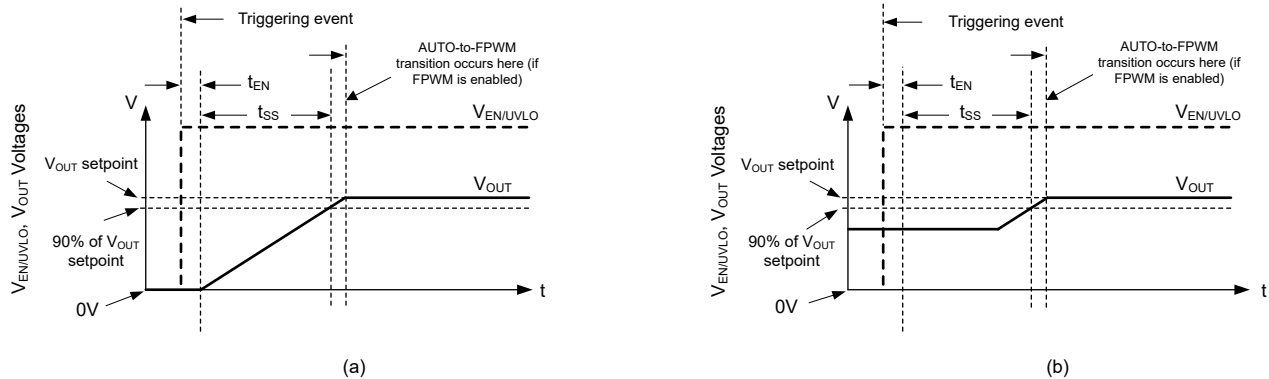 Triggering event
AUTO-to-FPWM
transition occurs here (if
FPWM is enabled)
tEN
tSS
V
VEN/UVLO
VEN/UVLO, VOUT Voltages
VOUT setpoint
VOUT
90% of VOUT
setpoint
0V
t
(a)
Triggering event
AUTO-to-FPWM
transition occurs here (if
FPWM is enabled)
tEN
tSS
V
VEN/UVLO
VEN/UVLO, VOUT Voltages
VOUT setpoint
VOUT
90% of VOUT
setpoint
0V
t
(b)